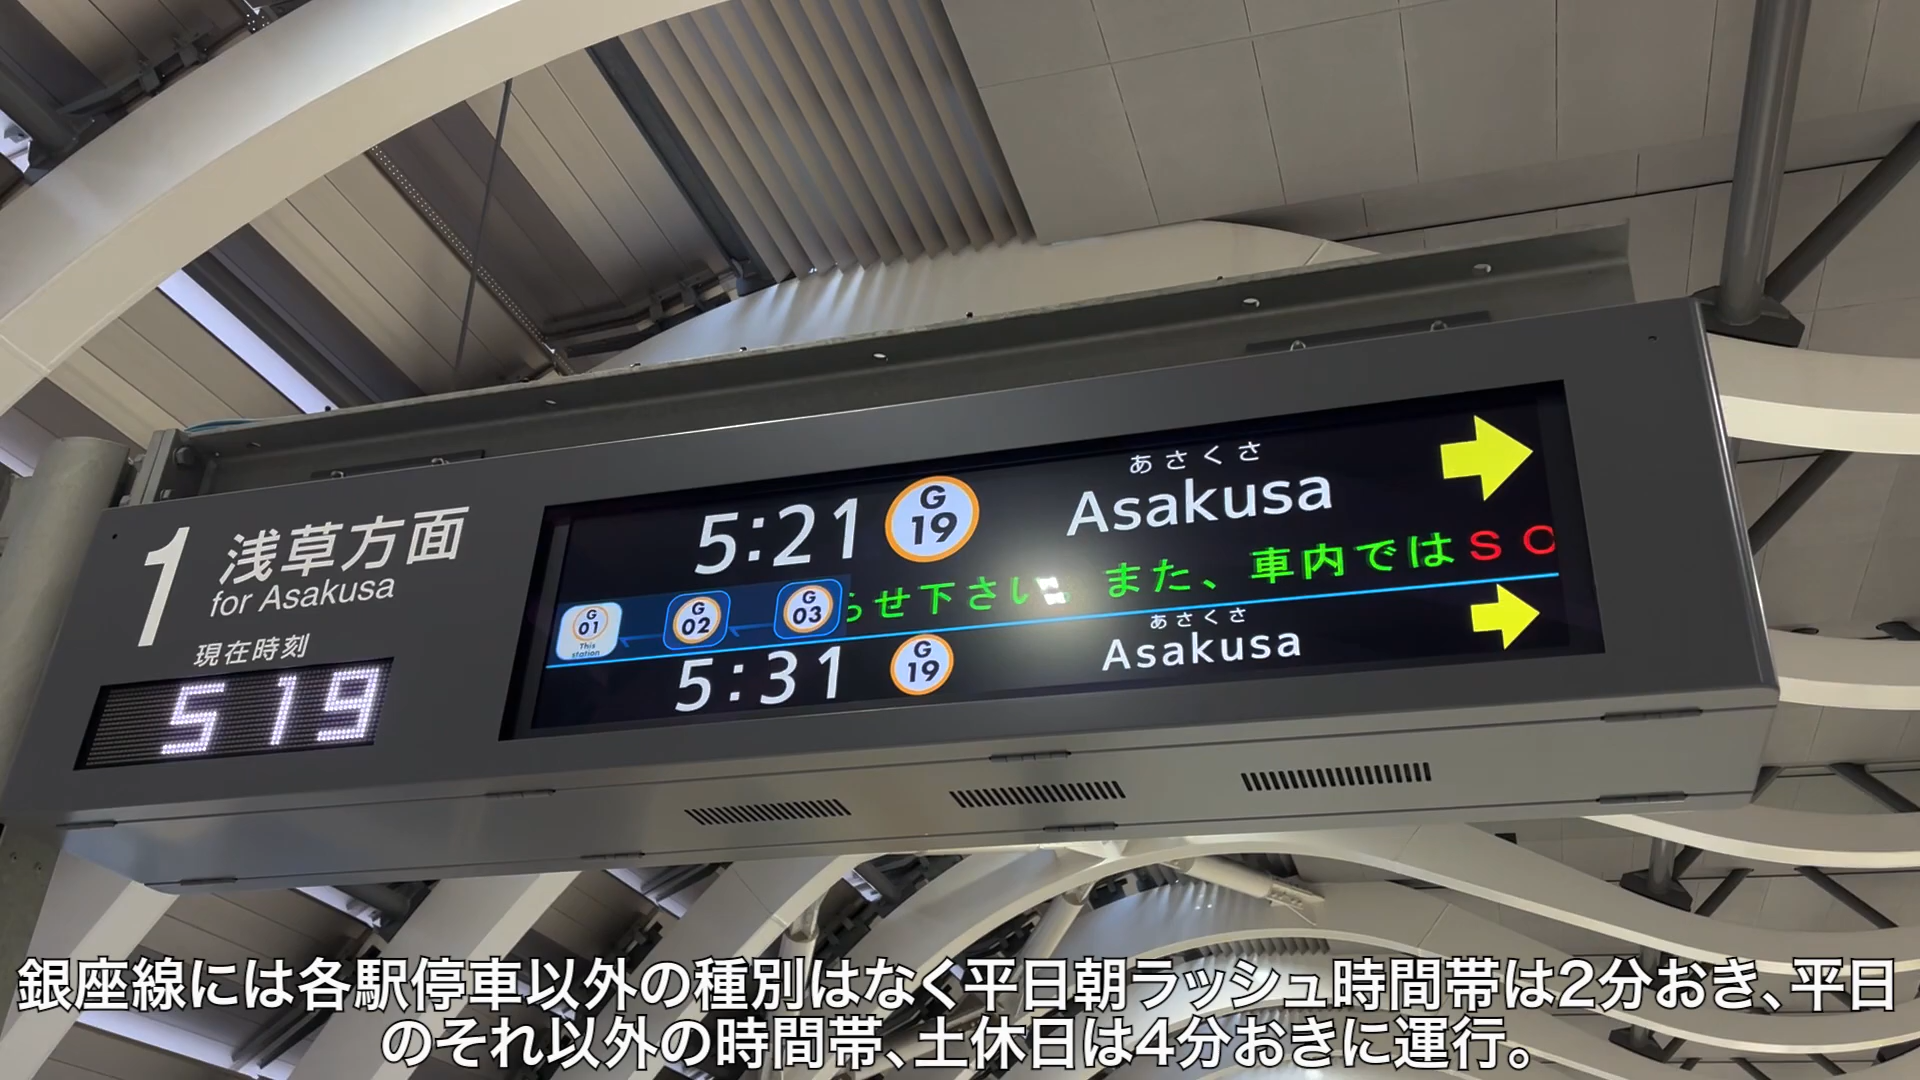 1 浅草方面
for Asakusa
現在時刻
519
あさくさ
5:21 G 19 Asakusa
らせ下さい。また、車内ではSO
G 01 This station
G 02
G 03
あさくさ
5:31 G 19 Asakusa
銀座線には各駅停車以外の種別はなく平日朝ラッシュ時間帯は2分おき、平日
のそれ以外の時間帯、土休日は4分おきに運行。